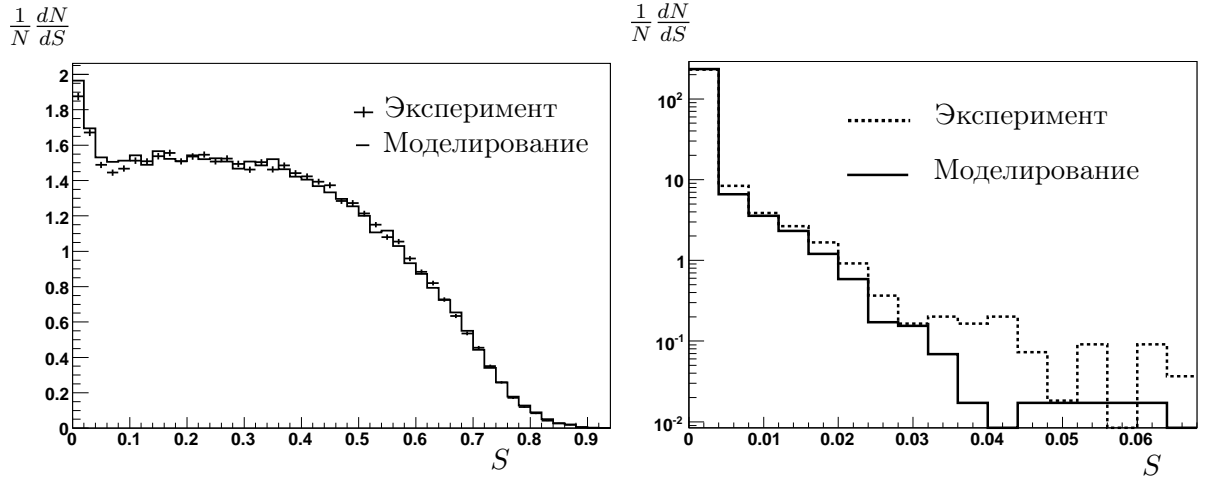 1/N dN/dS
2
1.8
1.6
1.4
1.2
1
0.8
0.6
0.4
0.2
0
0 0.1 0.2 0.3 0.4 0.5 0.6 0.7 0.8 0.9
S
Эксперимент
Моделирование
1/N dN/dS
10²
10
1
10⁻¹
10⁻²
0 0.01 0.02 0.03 0.04 0.05 0.06
S
Эксперимент
Моделирование